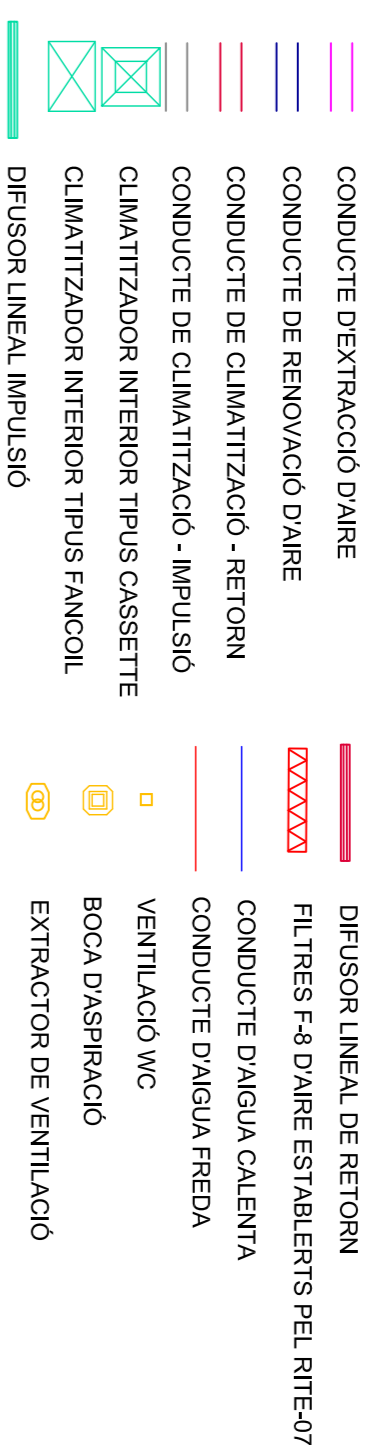 CONDUCTE D'EXTRACCIÓ D'AIRE
CONDUCTE DE RENOVACIÓ D'AIRE
CONDUCTE DE CLIMATITZACIÓ - RETORN
CONDUCTE DE CLIMATITZACIÓ - IMPULSIÓ
CLIMATITZADOR INTERIOR TIPUS CASSETTE
CLIMATITZADOR INTERIOR TIPUS FANCOIL
DIFUSOR LINEAL IMPULSIÓ
DIFUSOR LINEAL DE RETORN
FILTRES F-8 D'AIRE ESTABLERTS PEL RITE-07
CONDUCTE D'AIGUA CALENTA
CONDUCTE D'AIGUA FREDA
VENTILACIÓ WC
BOCA D'ASPIRACIÓ
EXTRACTOR DE VENTILACIÓ